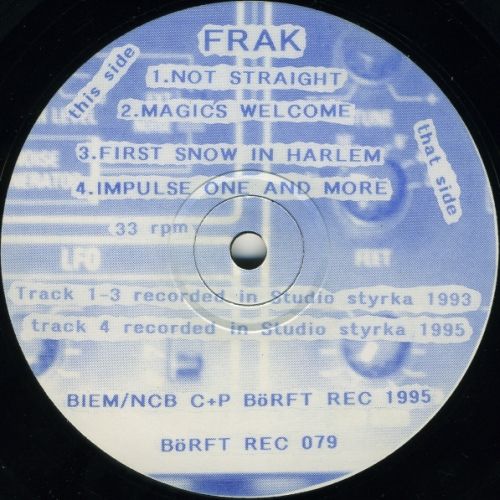 FRAK
this side
1.NOT STRAIGHT
2.MAGICS WELCOME
3.FIRST SNOW IN HARLEM
that side
4.IMPULSE ONE AND MORE
33 rpm
LFO
FEET
Track 1-3 recorded in Studio styrka 1993
track 4 recorded in Studio styrka 1995
BIEM/NCB C+P BöRFT REC 1995
BöRFT REC 079